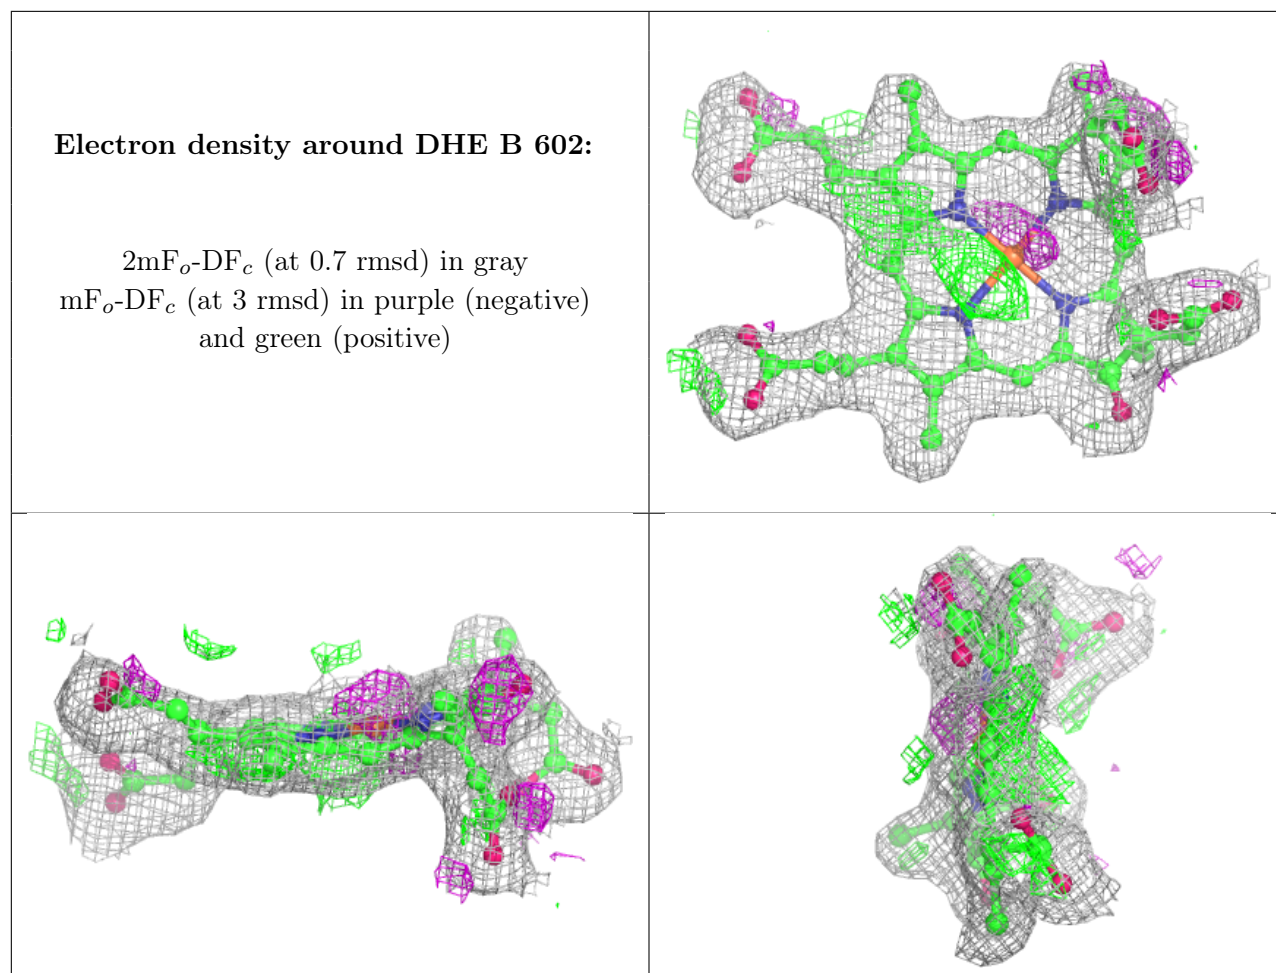 Electron density around DHE B 602:
2mFo-DFc (at 0.7 rmsd) in gray
mFo-DFc (at 3 rmsd) in purple (negative)
and green (positive)